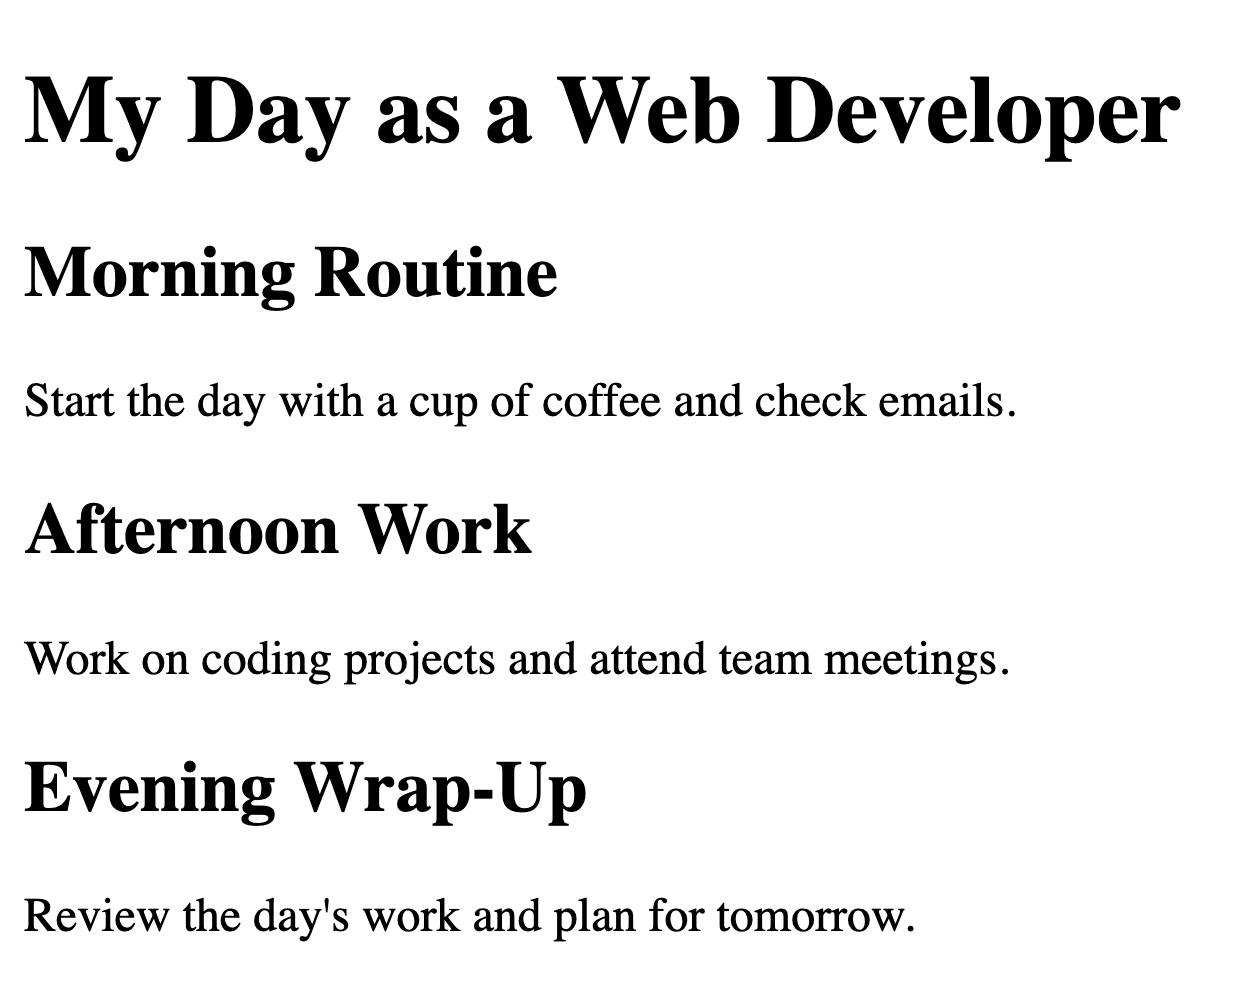 My Day as a Web Developer
Morning Routine
Start the day with a cup of coffee and check emails.
Afternoon Work
Work on coding projects and attend team meetings.
Evening Wrap-Up
Review the day's work and plan for tomorrow.